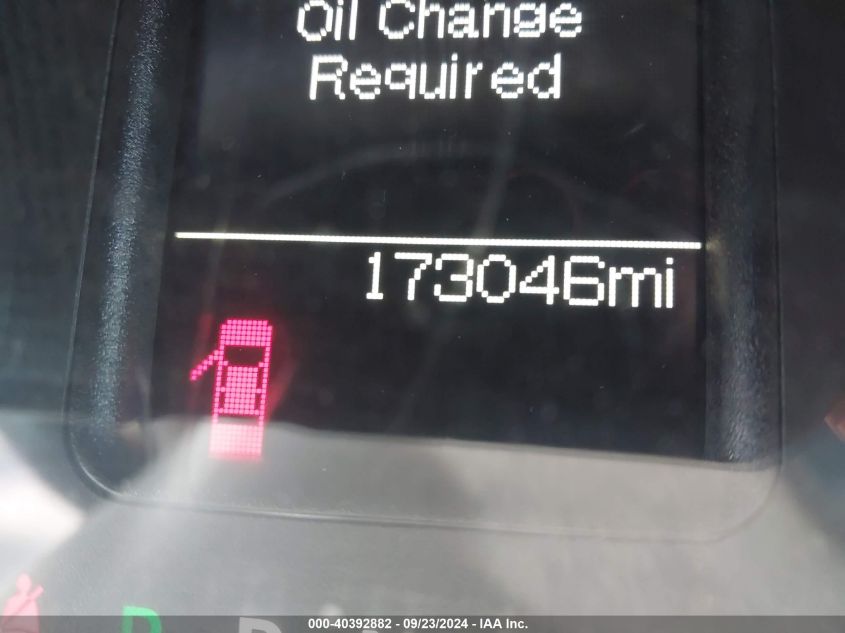 Oil Change
Required
173046mi
P
000-40392882 - 09/23/2024 - IAA Inc.